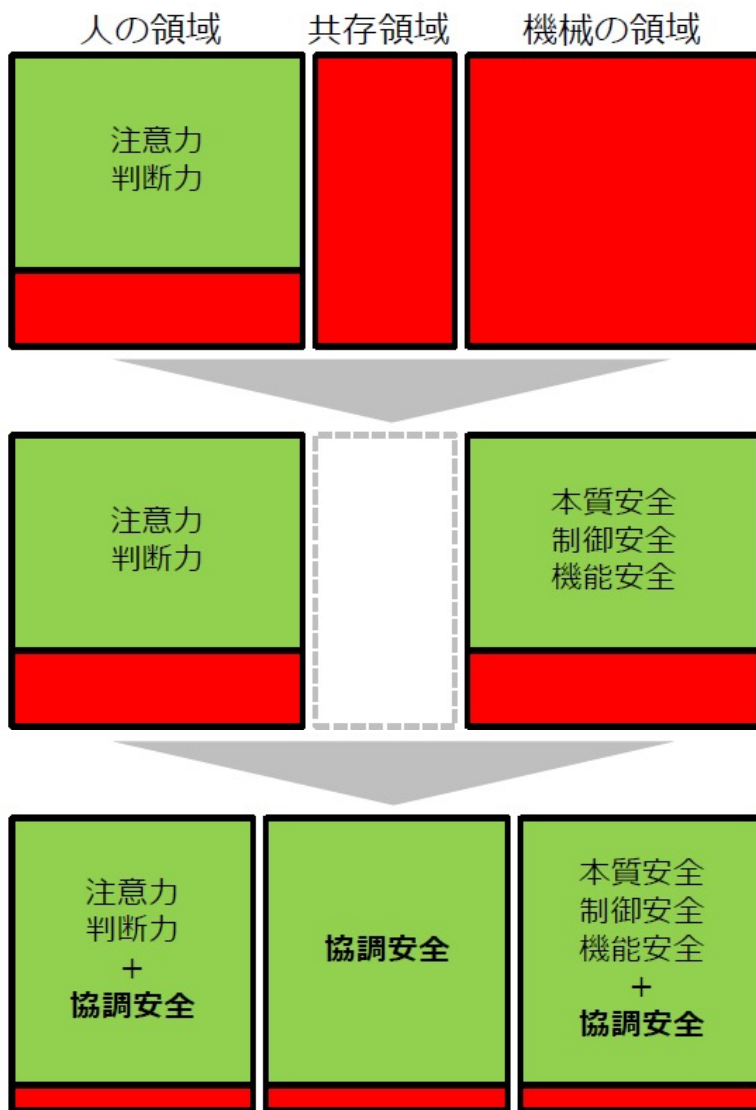 人の領域
共存領域
機械の領域
注意力
判断力
注意力
判断力
本質安全
制御安全
機能安全
注意力
判断力
+
協調安全
協調安全
本質安全
制御安全
機能安全
+
協調安全